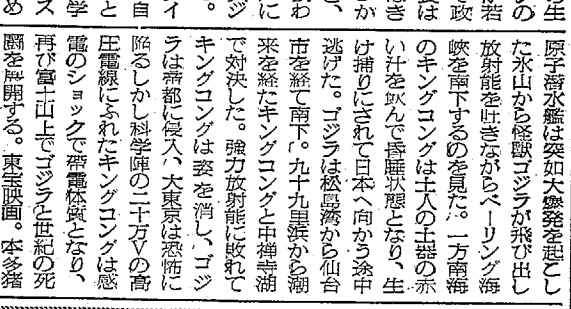 原子潜水艦は突如大爆発を起こし
た氷山から怪獣ゴジラが飛び出し
放射能を吐きながらベーリング海
峡を南下するのを見た。一方南海
のキングコングは土人の土器の赤
い汁を飲んで昏睡状態となり、生
け捕りにされて日本へ向かう途中
逃げた。ゴジラは松島湾から仙台
市を経て南下。九十九里浜から潮
来を経たキングコングと中禅寺湖
で対決した。強力放射能に敗れて
キングコングは姿を消し、ゴジ
ラは帝都に侵入、大東京は恐怖に
陥るしかし科学陣の二十万Vの高
圧電線にふれたキングコングは感
電のショックで帯電体質となり、
再び富士山上でゴジラと世紀の死
闘を展開する。東宝映画。本多猪